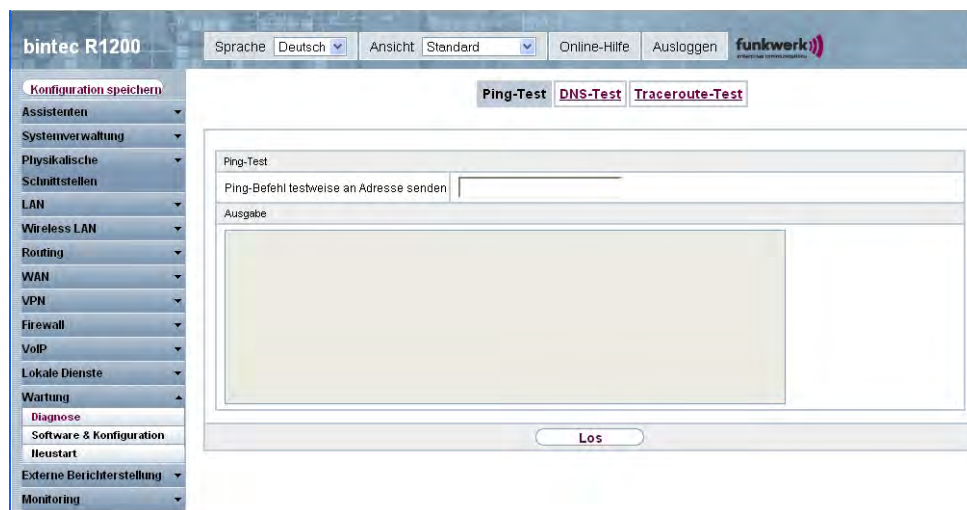 bintec R1200
Sprache Deutsch Ansicht Standard Online-Hilfe Ausloggen funkwerk
Konfiguration speichern
Assistenten
Systemverwaltung
Physikalische
Schnittstellen
LAN
Wireless LAN
Routing
WAN
VPN
Firewall
VoIP
Lokale Dienste
Wartung
Diagnose
Software & Konfiguration
Neustart
Externe Berichterstellung
Monitoring
Ping-Test DNS-Test Traceroute-Test
Ping-Test
Ping-Befehl testweise an Adresse senden
Ausgabe
Los